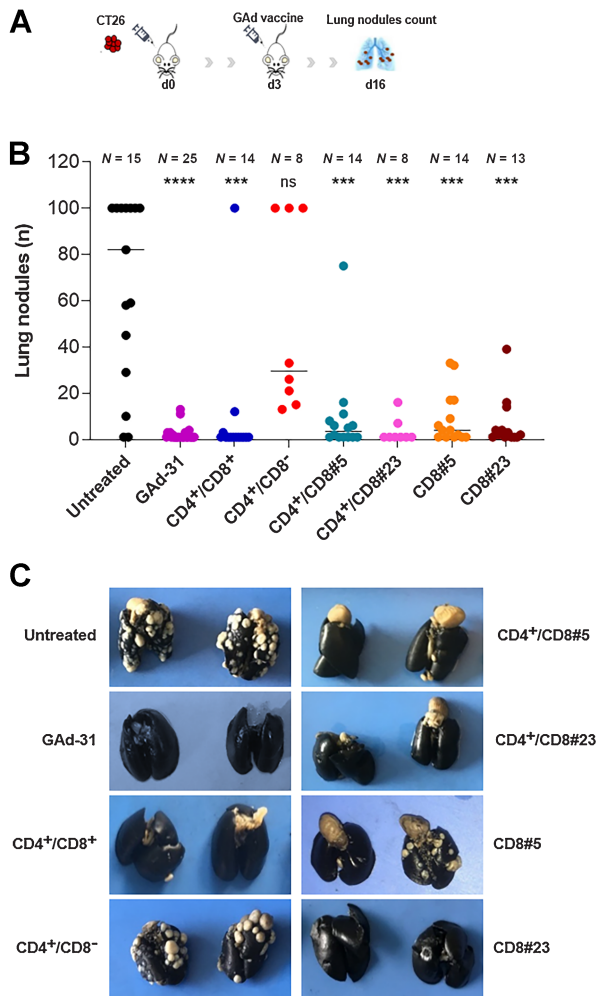 A
CT26
GAd vaccine
Lung nodules count
d0
d3
d16
B
N = 15 N = 25 N = 14 N = 8 N = 14 N = 8 N = 14 N = 13
**** *** ns *** *** *** ***
Lung nodules (n)
120
100
80
60
40
20
0
Untreated
GAd-31
CD4+/CD8+
CD4+/CD8−
CD4+/CD8#5
CD4+/CD8#23
CD8#5
CD8#23
C
Untreated
CD4+/CD8#5
GAd-31
CD4+/CD8#23
CD4+/CD8+
CD8#5
CD4+/CD8−
CD8#23